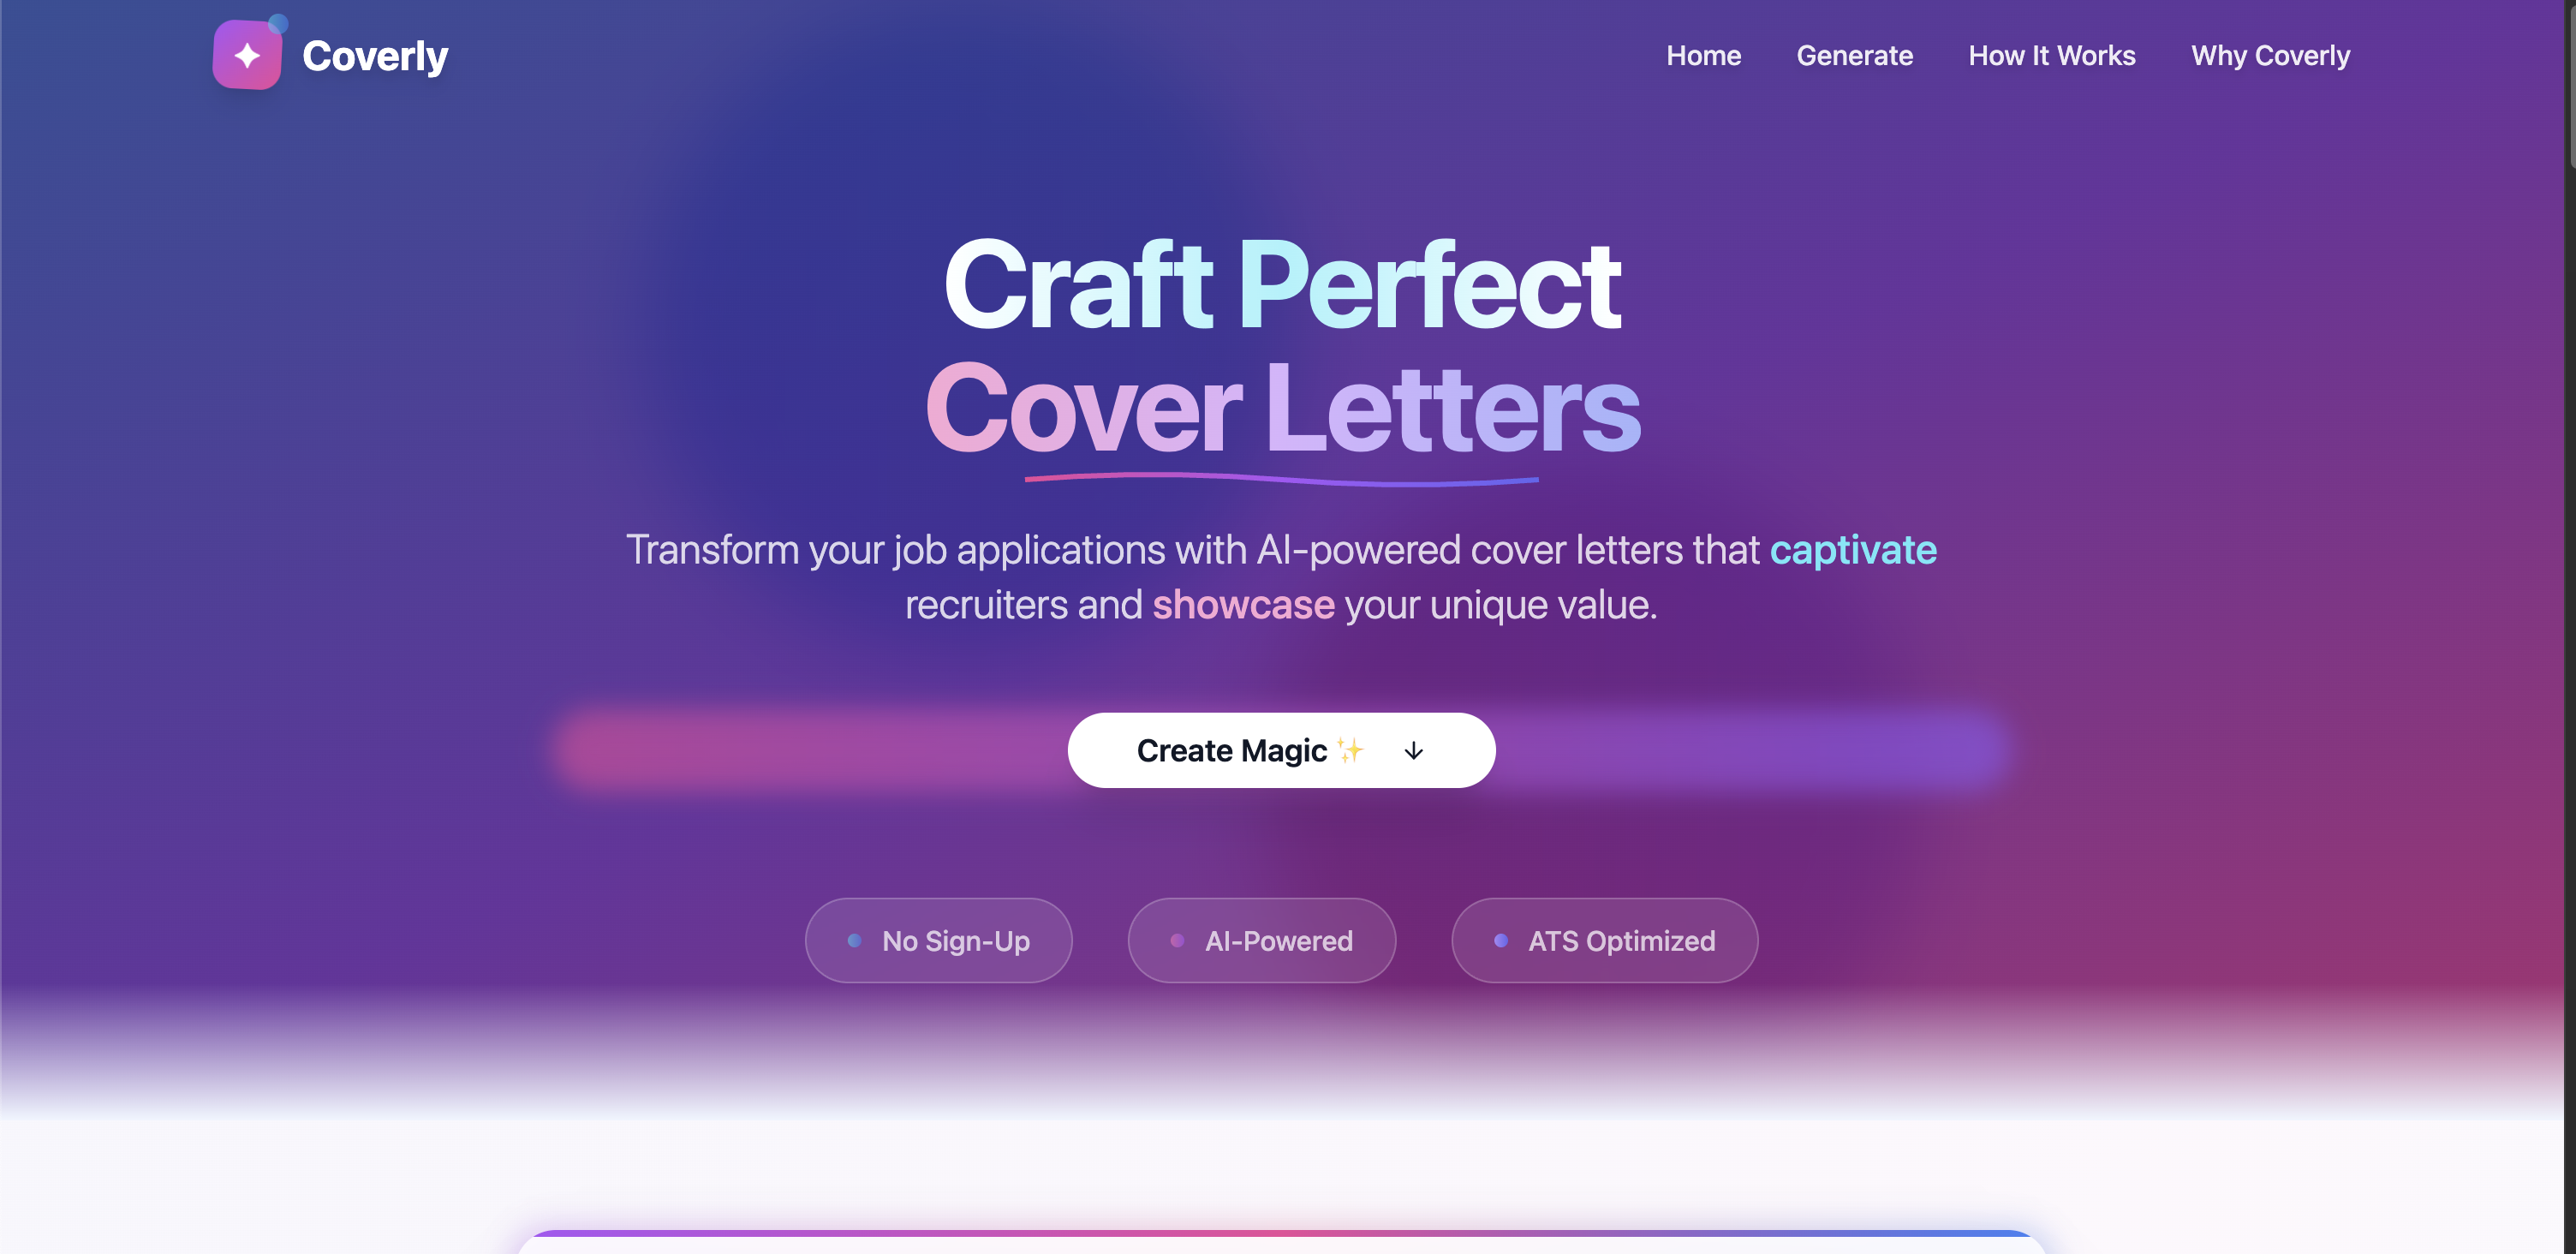 Coverly
Home
Generate
How It Works
Why Coverly
Craft Perfect
Cover Letters
Transform your job applications with AI-powered cover letters that captivate
recruiters and showcase your unique value.
Create Magic ✨ ↓
No Sign-Up
AI-Powered
ATS Optimized